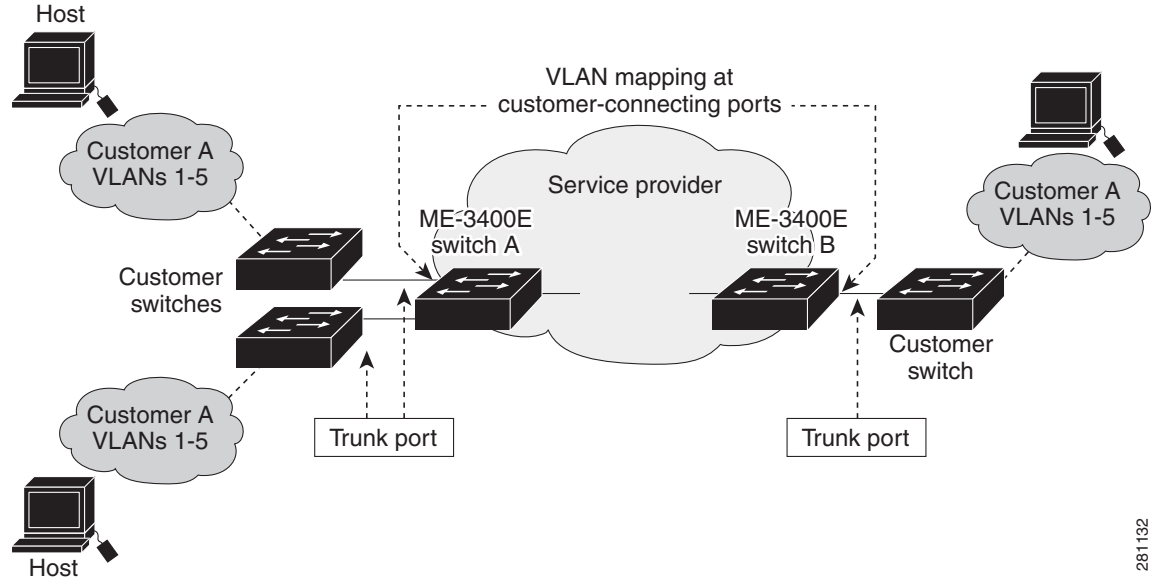 Host
VLAN mapping at
customer-connecting ports
Customer A
VLANs 1-5
Service provider
Customer A
VLANs 1-5
ME-3400E
switch A
ME-3400E
switch B
Customer
switches
Customer
switch
Customer A
VLANs 1-5
Trunk port
Trunk port
Host
281132